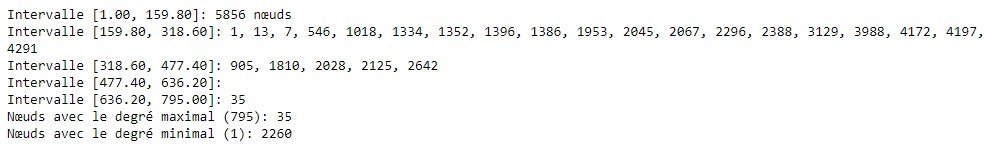 Intervalle [1.00, 159.80]: 5856 nœuds
Intervalle [159.80, 318.60]: 1, 13, 7, 546, 1018, 1334, 1352, 1396, 1386, 1953, 2045, 2067, 2296, 2388, 3129, 3988, 4172, 4197,
4291
Intervalle [318.60, 477.40]: 905, 1810, 2028, 2125, 2642
Intervalle [477.40, 636.20]:
Intervalle [636.20, 795.00]: 35
Nœuds avec le degré maximal (795): 35
Nœuds avec le degré minimal (1): 2260